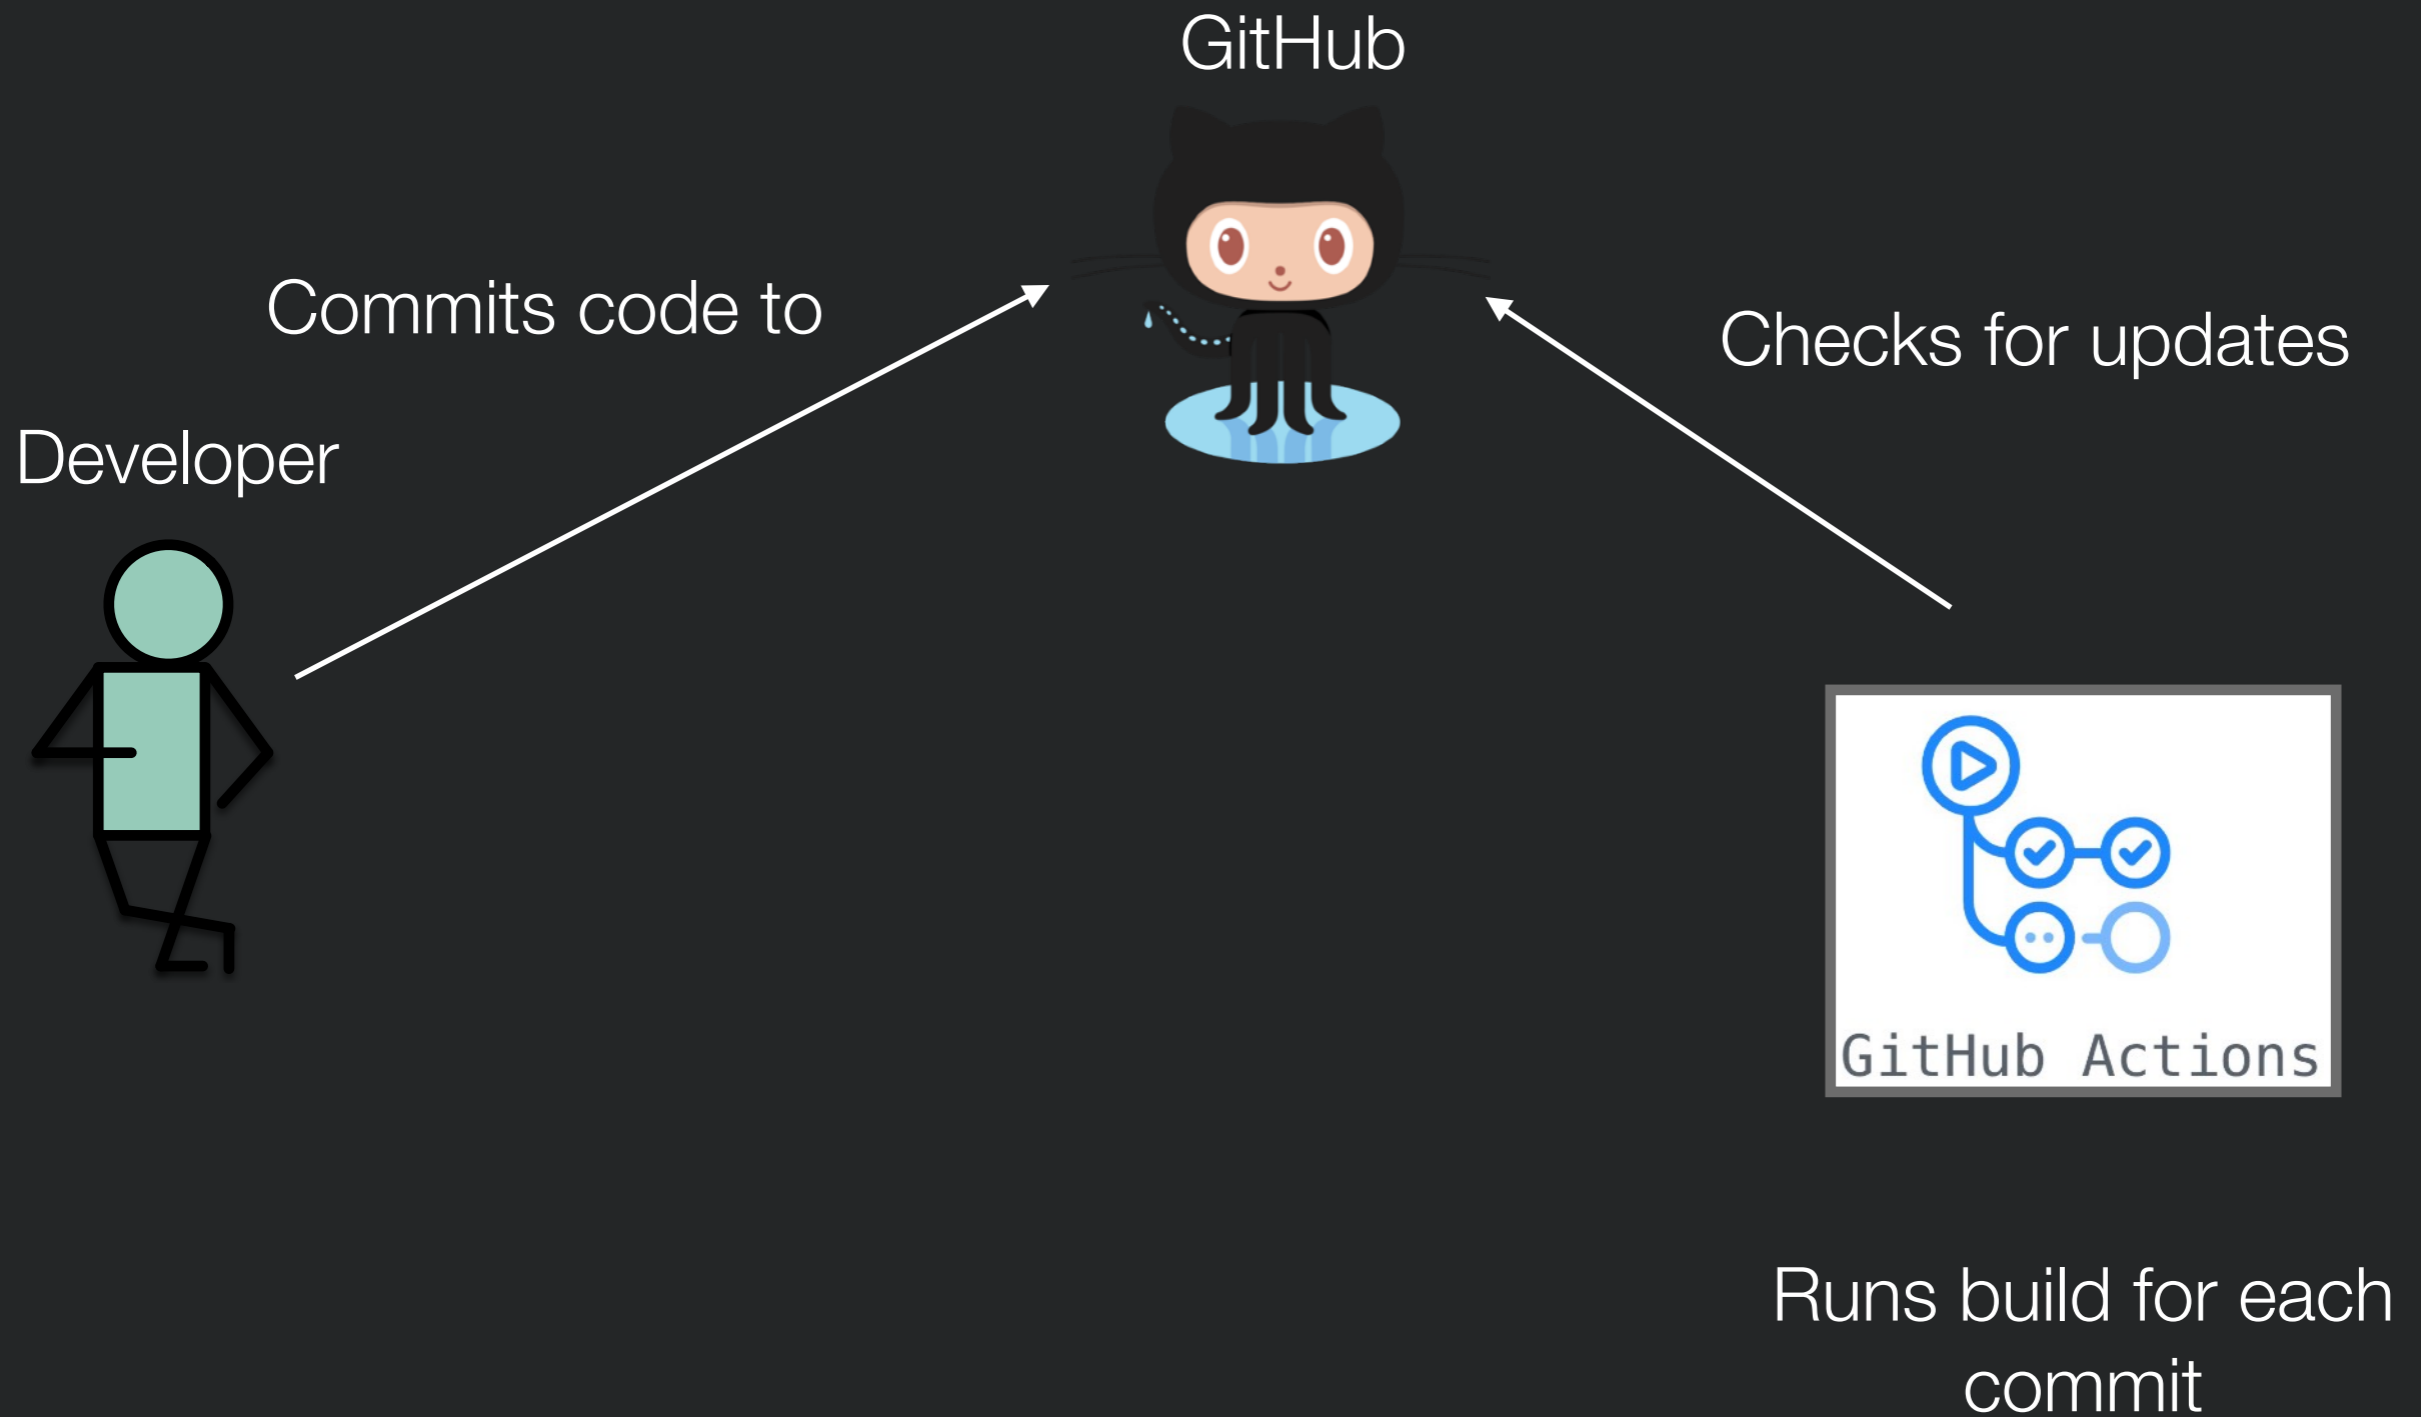 GitHub
Commits code to
Checks for updates
Developer
GitHub Actions
Runs build for each
commit